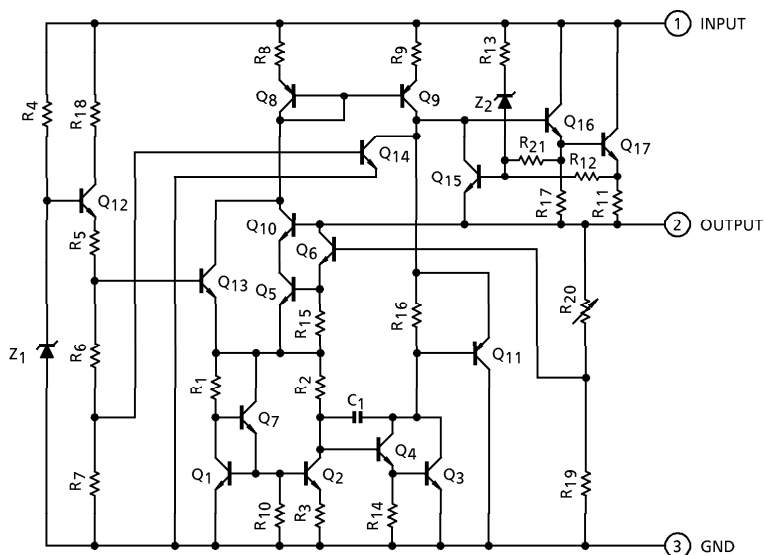 1 INPUT
R8
R9
R13
R4
R18
Q8
Q9
Z2
Q16
Q14
R21
R12
Q17
Q15
Q12
R17
R11
R5
Q10
Q6
2 OUTPUT
Q13
Q5
R20
R15
R16
Z1
R6
Q11
R1
R2
C1
Q7
Q4
R7
Q1
Q2
Q3
R19
R10
R3
R14
3 GND